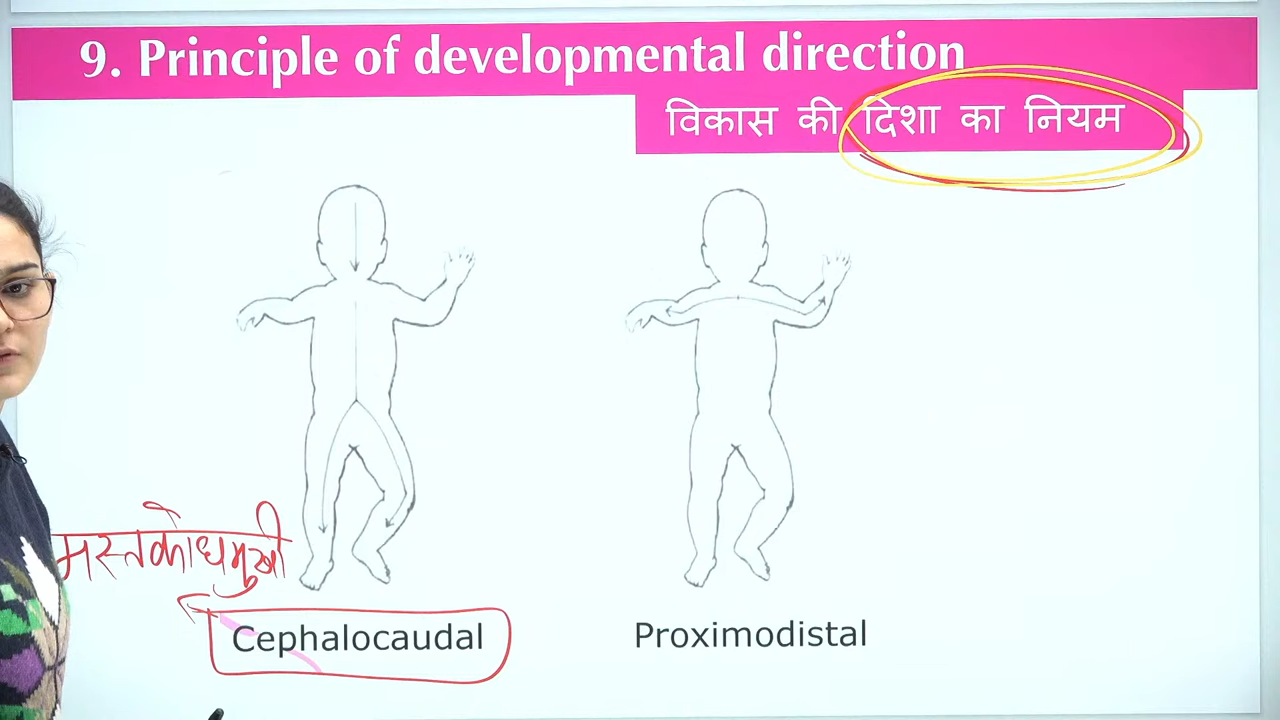 9. Principle of developmental direction
विकास की दिशा का नियम
मस्तकोधमुखी
Cephalocaudal
Proximodistal